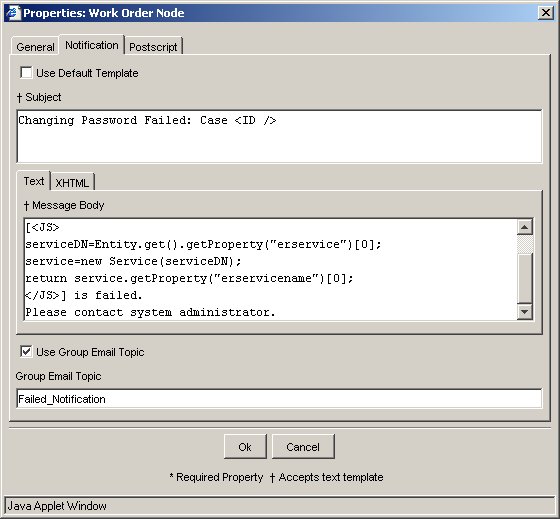 Properties: Work Order Node
General Notification Postscript
Use Default Template
† Subject
Changing Password Failed: Case <ID />
Text XHTML
† Message Body
[<JS>
serviceDN=Entity.get().getProperty("erservice")[0];
service=new Service(serviceDN);
return service.getProperty("erservicename")[0];
</JS>] is failed.
Please contact system administrator.
Use Group Email Topic
Group Email Topic
Failed_Notification
Ok Cancel
* Required Property † Accepts text template
Java Applet Window